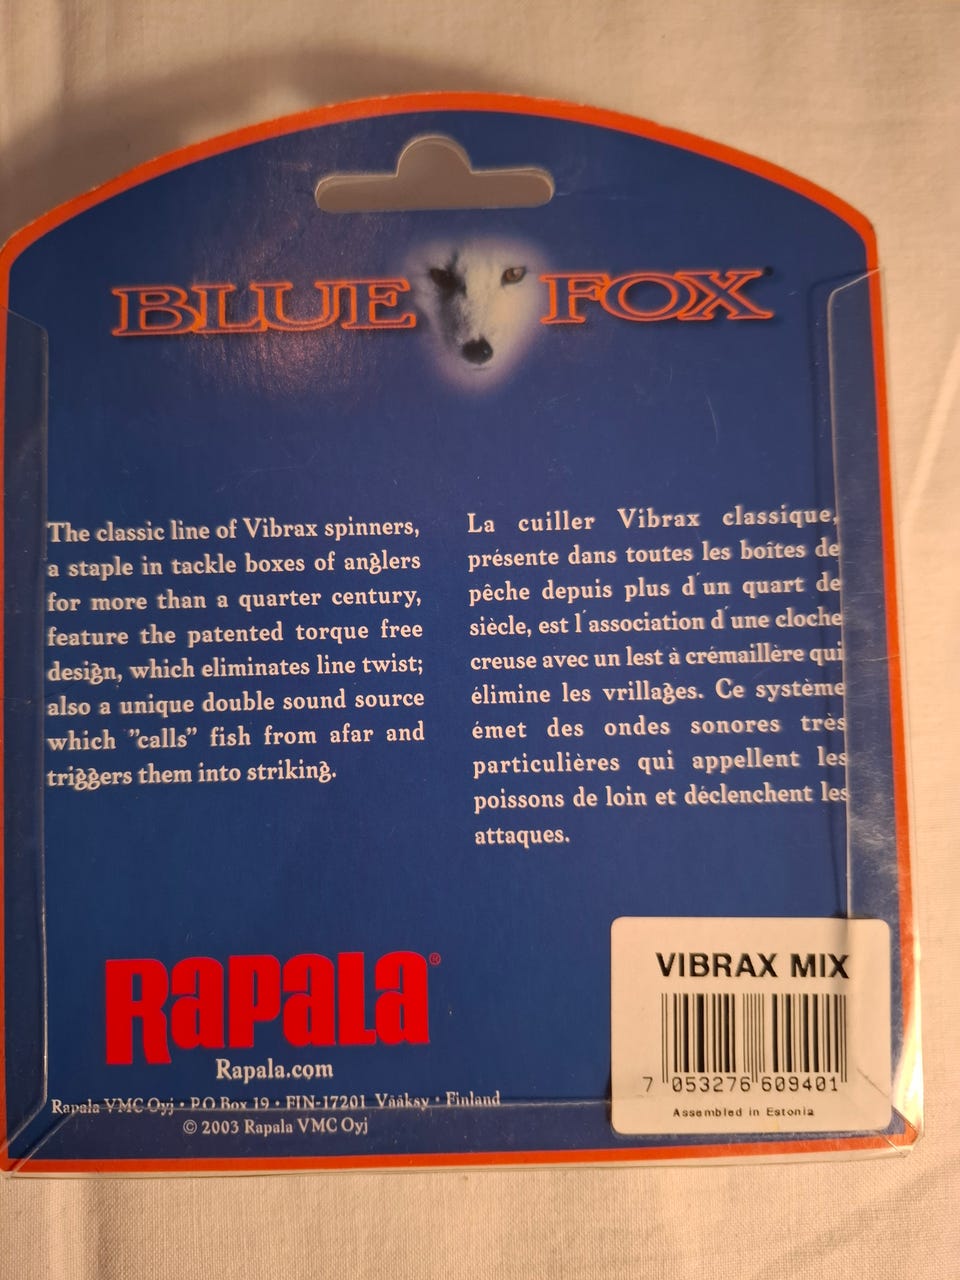 BLUE FOX
The classic line of Vibrax spinners,
a staple in tackle boxes of anglers
for more than a quarter century,
feature the patented torque free
design, which eliminates line twist;
also a unique double sound source
which "calls" fish from afar and
triggers them into striking.
La cuiller Vibrax classique,
présente dans toutes les boîtes de
pêche depuis plus d'un quart de
siècle, est l'association d'une cloche
creuse avec un lest à crémaillère qui
élimine les vrillages. Ce système
émet des ondes sonores très
particulières qui appellent les
poissons de loin et déclenchent les
attaques.
RAPALA®
Rapala.com
Rapala VMC Oyj • P.O Box 19 • FIN-17201 Vääksy • Finland
© 2003 Rapala VMC Oyj
VIBRAX MIX
7 053276 609401
Assembled in Estonia